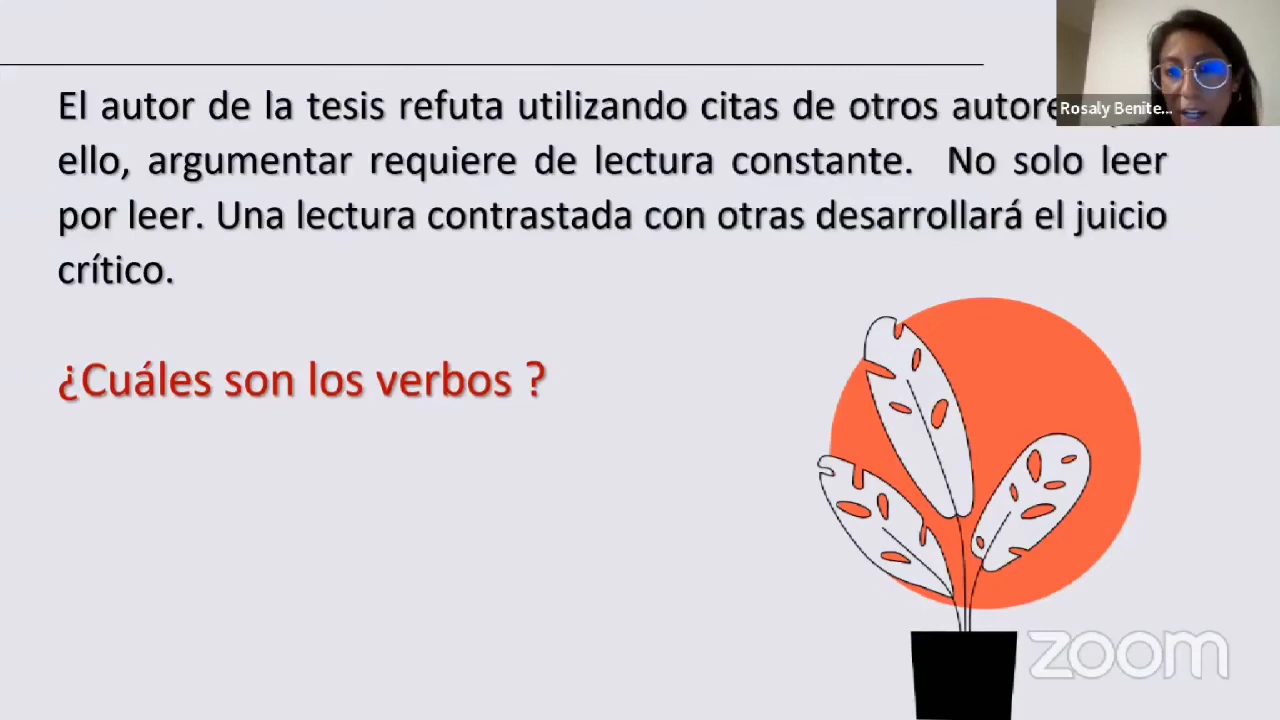 El autor de la tesis refuta utilizando citas de otros
Rosaly Benite...
ello, argumentar requiere de lectura constante. No solo leer
por leer. Una lectura contrastada con otras desarrollará el juicio
crítico.
¿Cuáles son los verbos ?
zoom